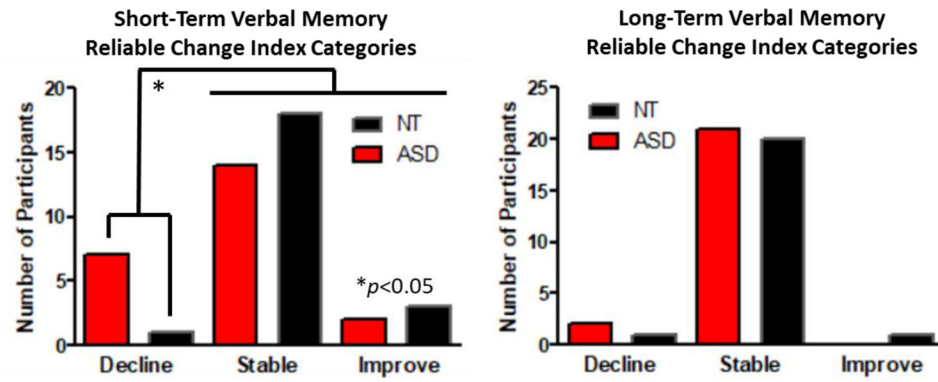 Short-Term Verbal Memory
Reliable Change Index Categories
*
20
15
10
5
0
Number of Participants
NT
ASD
*p<0.05
Decline
Stable
Improve
Long-Term Verbal Memory
Reliable Change Index Categories
25
20
15
10
5
0
Number of Participants
NT
ASD
Decline
Stable
Improve